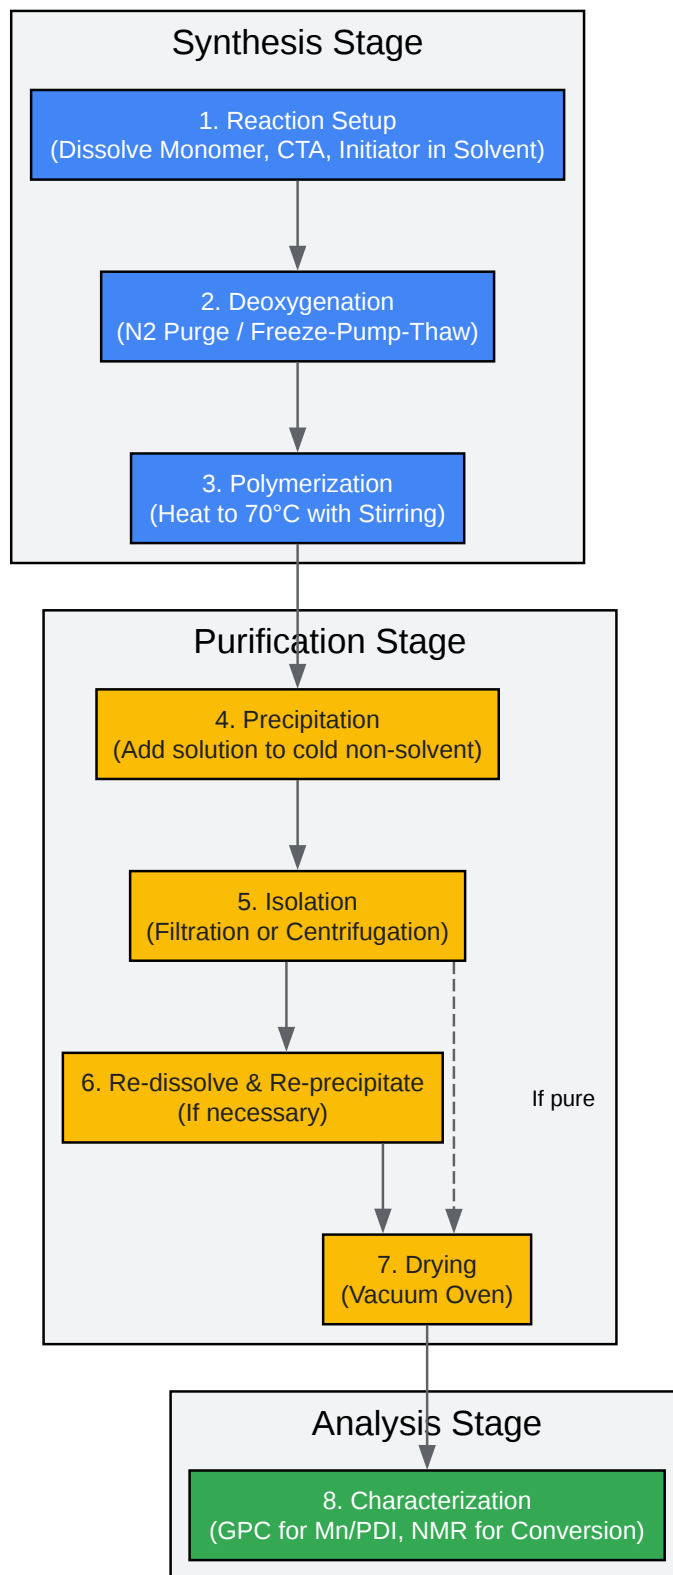 Synthesis Stage
1. Reaction Setup
(Dissolve Monomer, CTA, Initiator in Solvent)
2. Deoxygenation
(N2 Purge / Freeze-Pump-Thaw)
3. Polymerization
(Heat to 70°C with Stirring)
Purification Stage
4. Precipitation
(Add solution to cold non-solvent)
5. Isolation
(Filtration or Centrifugation)
6. Re-dissolve & Re-precipitate
(If necessary)
If pure
7. Drying
(Vacuum Oven)
Analysis Stage
8. Characterization
(GPC for Mn/PDI, NMR for Conversion)